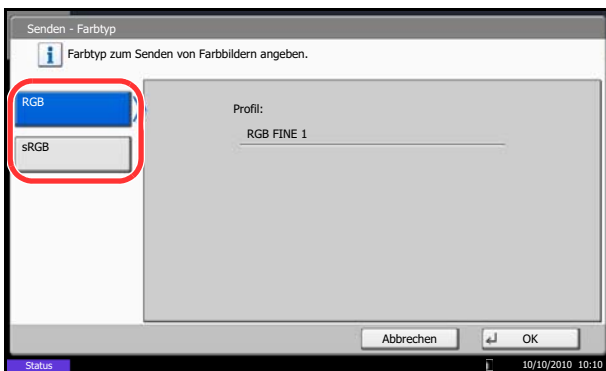 Senden - Farbtyp
Farbtyp zum Senden von Farbbildern angeben.
RGB
sRGB
Profil:
RGB FINE 1
Abbrechen
OK
Status
10/10/2010 10:10